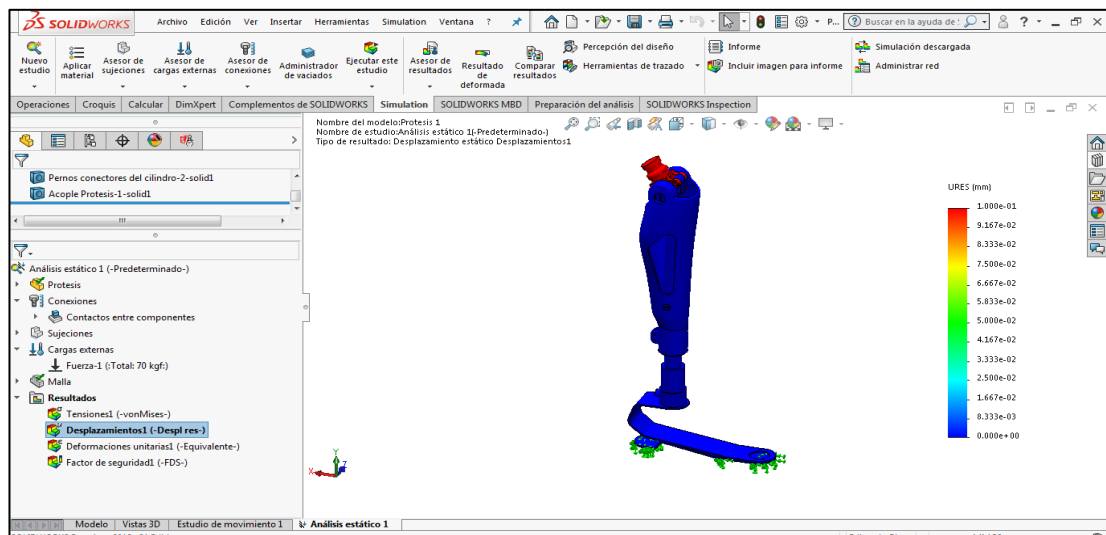 SOLIDWORKS
Archivo Edición Ver Insertar Herramientas Simulation Ventana ?
P...
Buscar en la ayuda de
?
Nuevo estudio
Aplicar material
Asesor de sujeciones
Asesor de cargas externas
Asesor de conexiones
Administrador de vaciados
Ejecutar este estudio
Asesor de resultados
Resultado de deformada
Comparar resultados
Percepción del diseño
Herramientas de trazado
Informe
Incluir imagen para informe
Simulación descargada
Administrar red
Operaciones Croquis Calcular DimXpert Complementos de SOLIDWORKS Simulation SOLIDWORKS MBD Preparación del análisis SOLIDWORKS Inspection
Nombre del modelo:Protesis 1
Nombre de estudio:Análisis estático 1(-Predeterminado-)
Tipo de resultado: Desplazamiento estático Desplazamientos1
Pernos conectores del cilindro-2-solid1
Acople Protesis-1-solid1
Análisis estático 1 (-Predeterminado-)
Protesis
Conexiones
Contactos entre componentes
Sujeciones
Cargas externas
Fuerza-1 (:Total: 70 kgf:)
Malla
Resultados
Tensiones1 (-vonMises-)
Desplazamientos1 (-Despl res-)
Deformaciones unitarias1 (-Equivalente-)
Factor de seguridad1 (-FDS-)
URES (mm)
1.000e-01
9.167e-02
8.333e-02
7.500e-02
6.667e-02
5.833e-02
5.000e-02
4.167e-02
3.333e-02
2.500e-02
1.667e-02
8.333e-03
0.000e+00
Y
X
Z
Modelo Vistas 3D Estudio de movimiento 1 Análisis estático 1